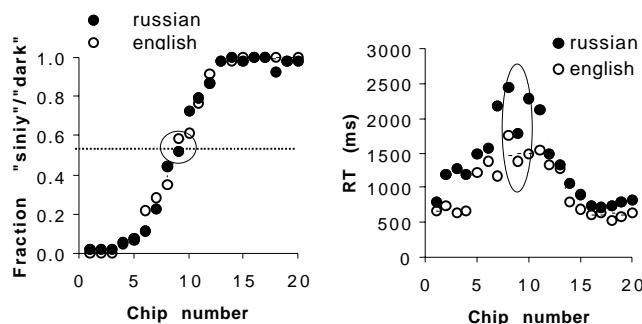 russian
english
Fraction "siniy"/"dark"
1.0
0.8
0.6
0.4
0.2
0.0
0 5 10 15 20
Chip number
russian
english
RT (ms)
3000
2500
2000
1500
1000
500
0
0 5 10 15 20
Chip number